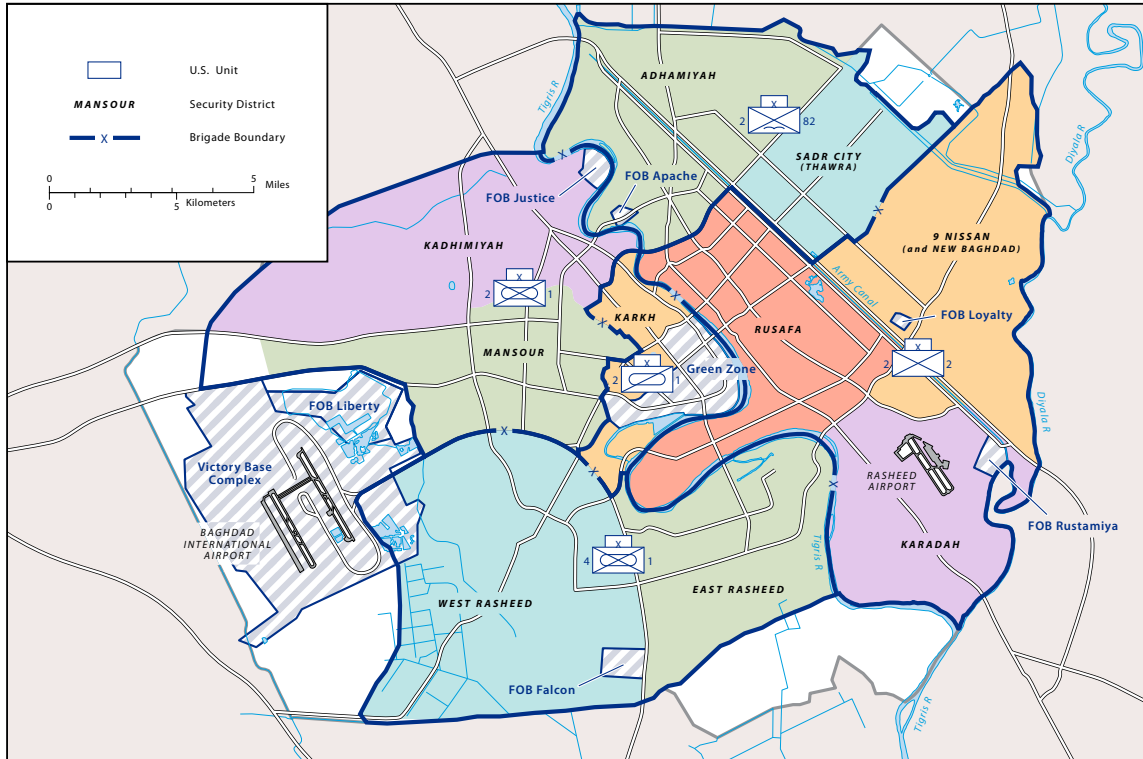 U.S. Unit
MANSOUR
Security District
X
Brigade Boundary
0
5
Miles
Kilometers
0
5
Tigris R
ADHAMIYAH
X
2
82
SADR CITY
(THAWRA)
Diyala R
X
FOB Apache
FOB Justice
X
KADHIMIYAH
9 NISSAN
(and NEW BAGHDAD)
X
2
1
Army Canal
X
KARKH
X
RUSAFA
FOB Loyalty
MANSOUR
X
X
2
1
Green Zone
X
2
2
FOB Liberty
Diyala R
X
Victory Base
Complex
X
RASHEED
AIRPORT
X
FOB Rustamiya
BAGHDAD
INTERNATIONAL
AIRPORT
X
4
1
Tigris R
KARADAH
WEST RASHEED
EAST RASHEED
FOB Falcon
Tigris R